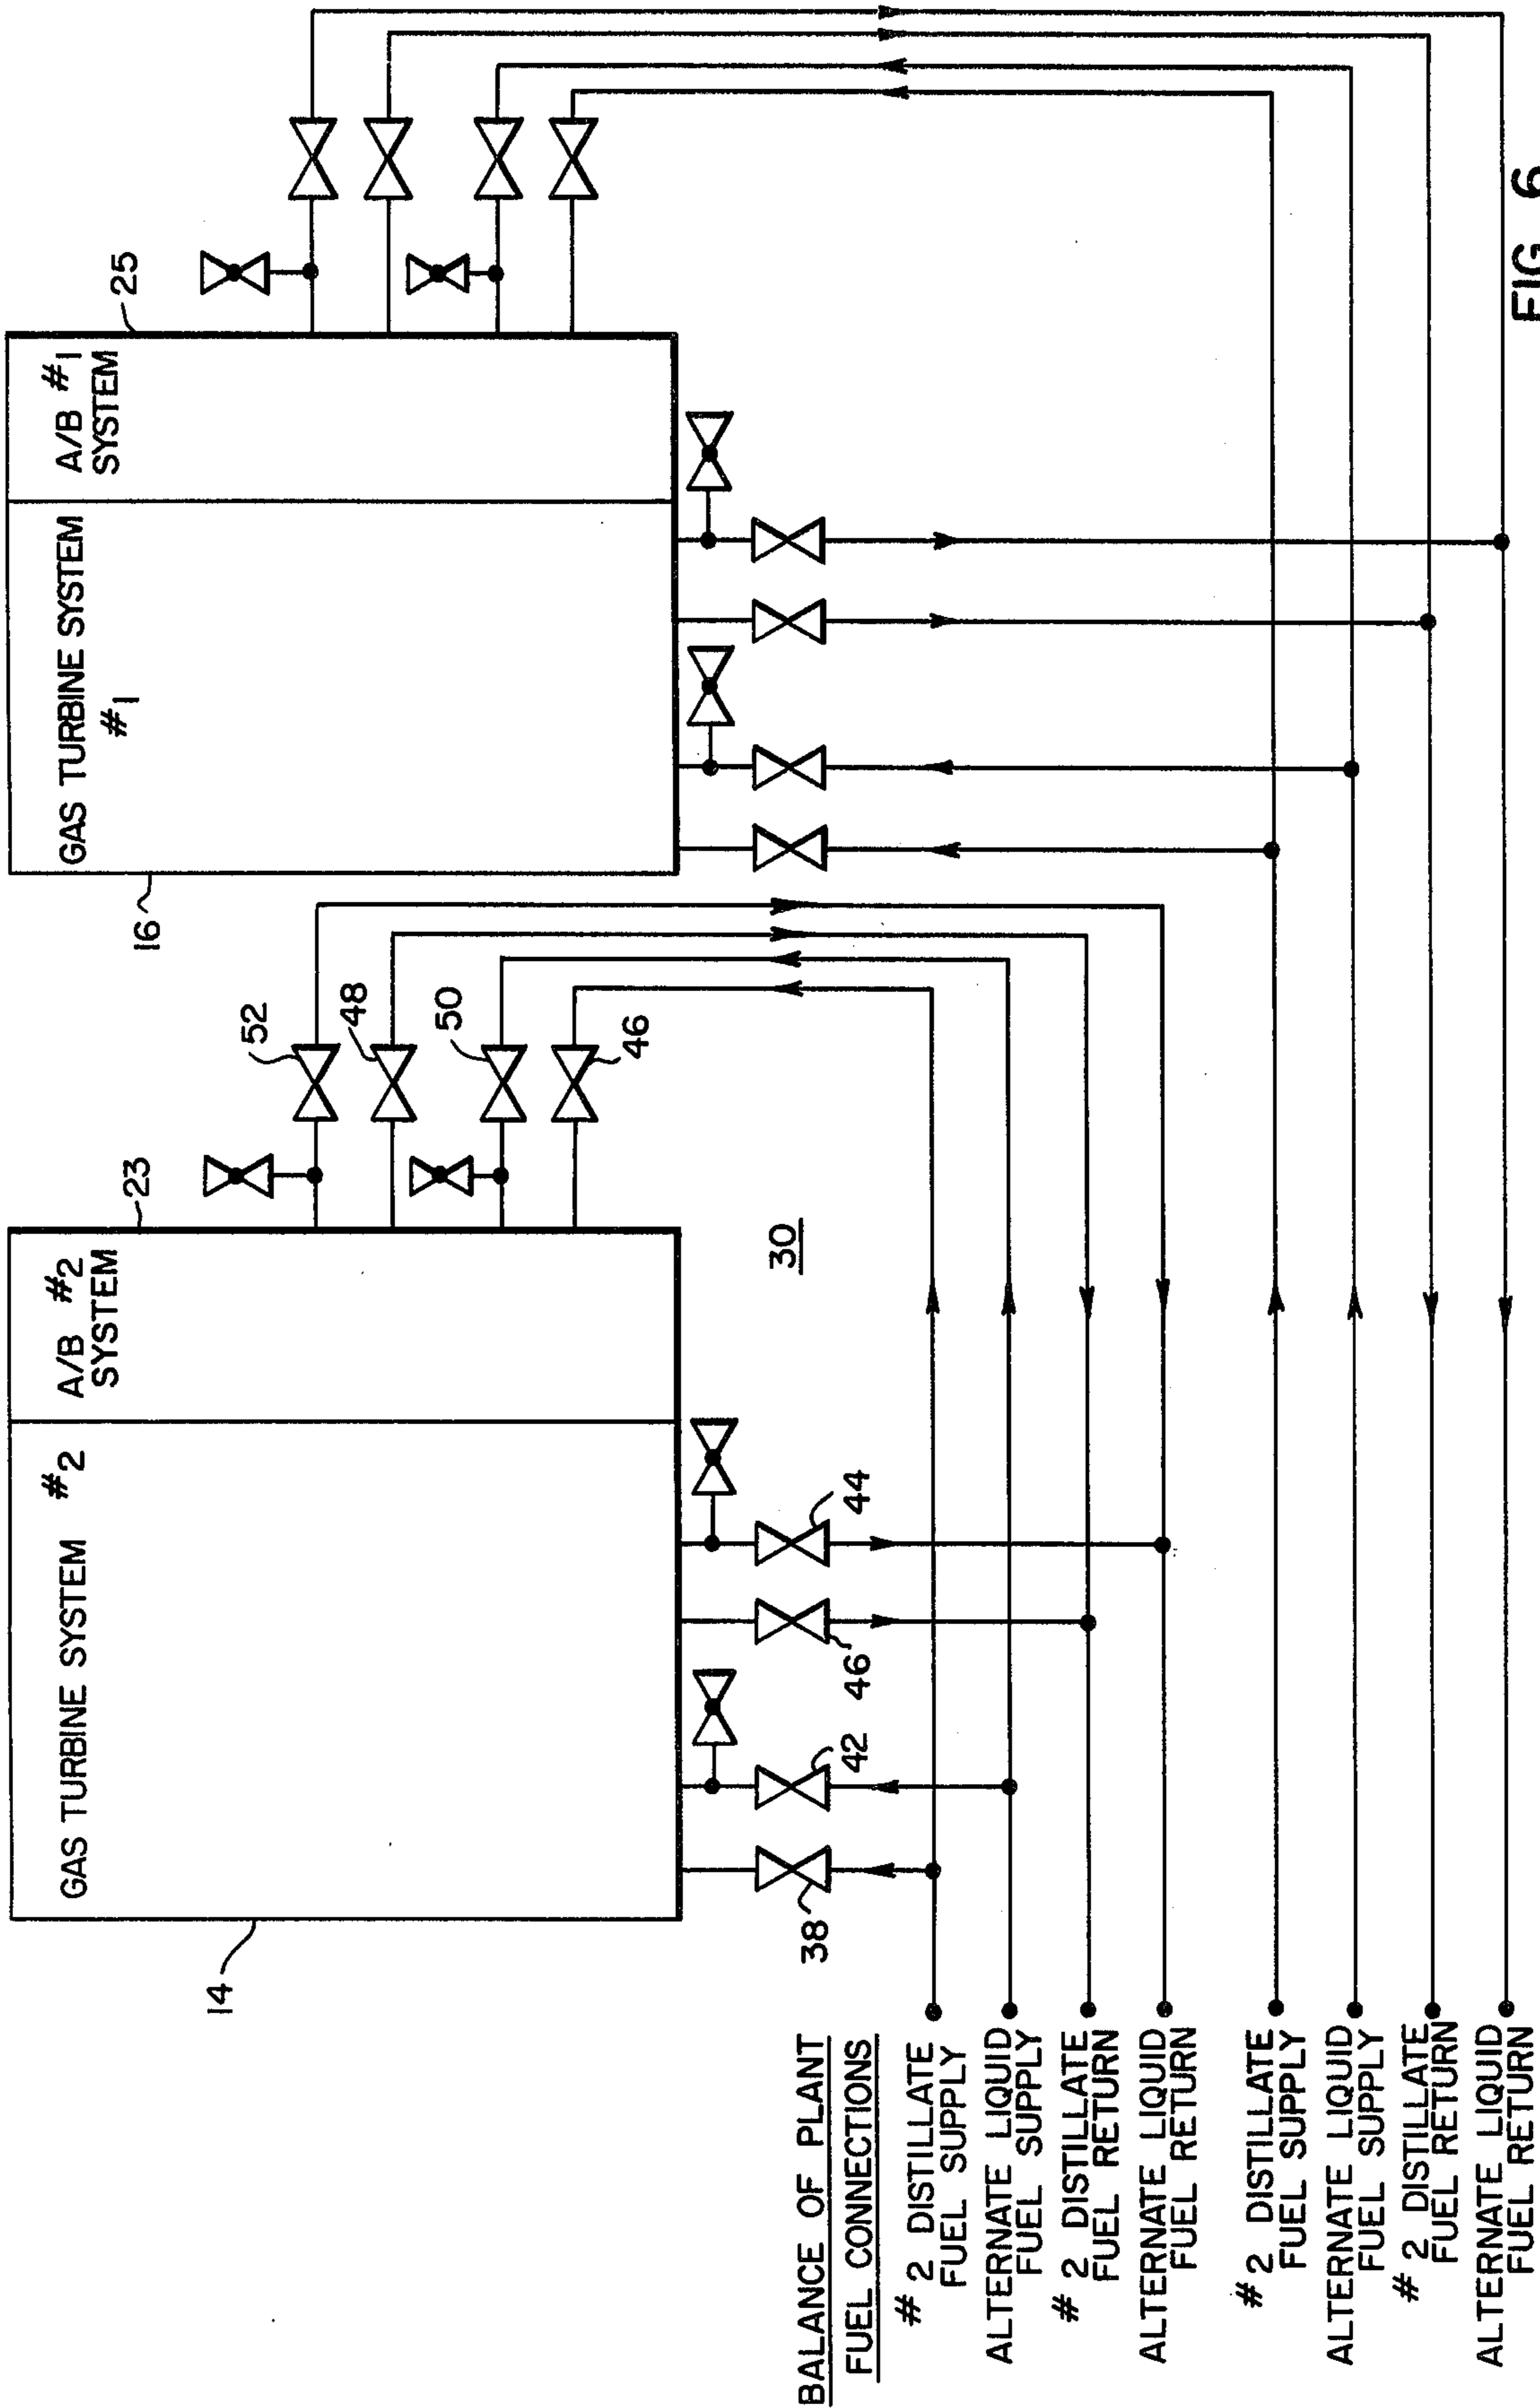 GAS TURBINE SYSTEM #2
A/B #2
SYSTEM
14
23
GAS TURBINE SYSTEM
#1
A/B #1
SYSTEM
16
25
52
48
50
46
38
42
46
44
30
BALANCE OF PLANT
FUEL CONNECTIONS
# 2 DISTILLATE
FUEL SUPPLY
ALTERNATE LIQUID
FUEL SUPPLY
# 2 DISTILLATE
FUEL RETURN
ALTERNATE LIQUID
FUEL RETURN
# 2 DISTILLATE
FUEL SUPPLY
ALTERNATE LIQUID
FUEL SUPPLY
# 2 DISTILLATE
FUEL RETURN
ALTERNATE LIQUID
FUEL RETURN
FIG 6